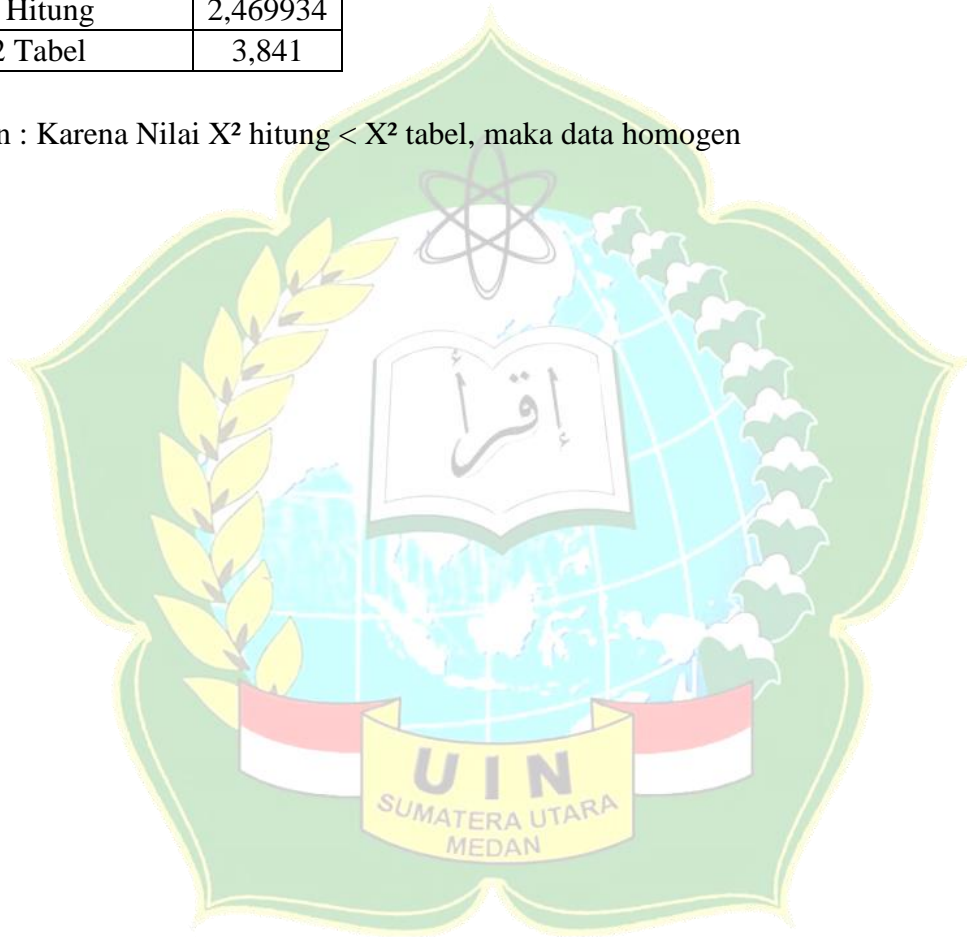 Hitung 2,469934
2 Tabel 3,841
n : Karena Nilai X² hitung < X² tabel, maka data homogen
إقرأ
UIN
SUMATERA UTARA
MEDAN